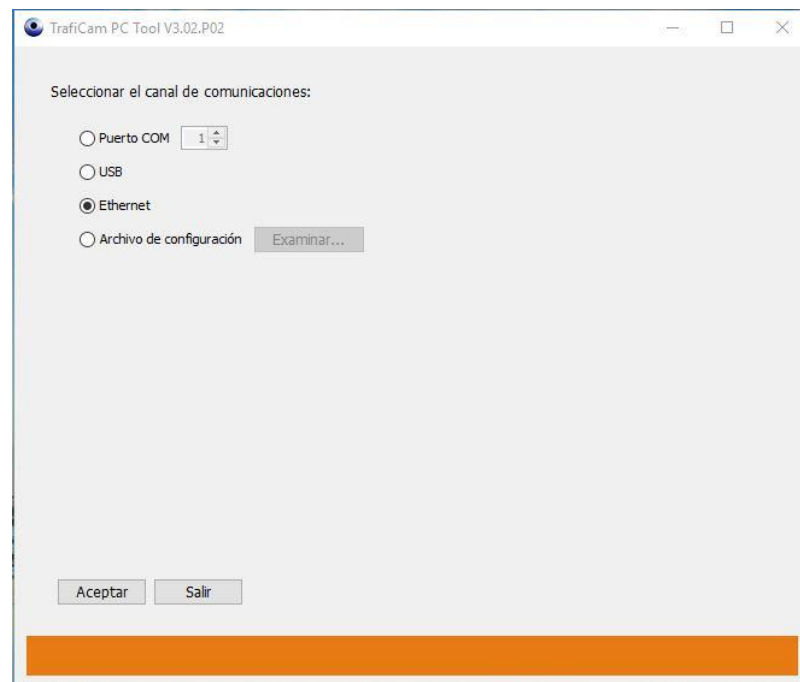 TrafiCam PC Tool V3.02.P02
Seleccionar el canal de comunicaciones:
Puerto COM 1
USB
Ethernet
Archivo de configuración Examinar...
Aceptar Salir